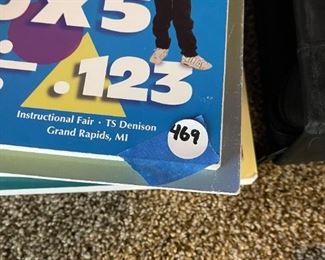 x5
.123
Instructional Fair • TS Denison
Grand Rapids, MI
469